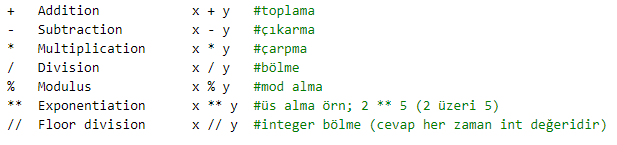 +   Addition        x + y   #toplama
-   Subtraction     x - y   #çıkarma
*   Multiplication  x * y   #çarpma
/   Division        x / y   #bölme
%   Modulus         x % y   #mod alma
**  Exponentiation  x ** y  #üs alma örn; 2 ** 5 (2 üzeri 5)
//  Floor division  x // y  #integer bölme (cevap her zaman int değeridir)